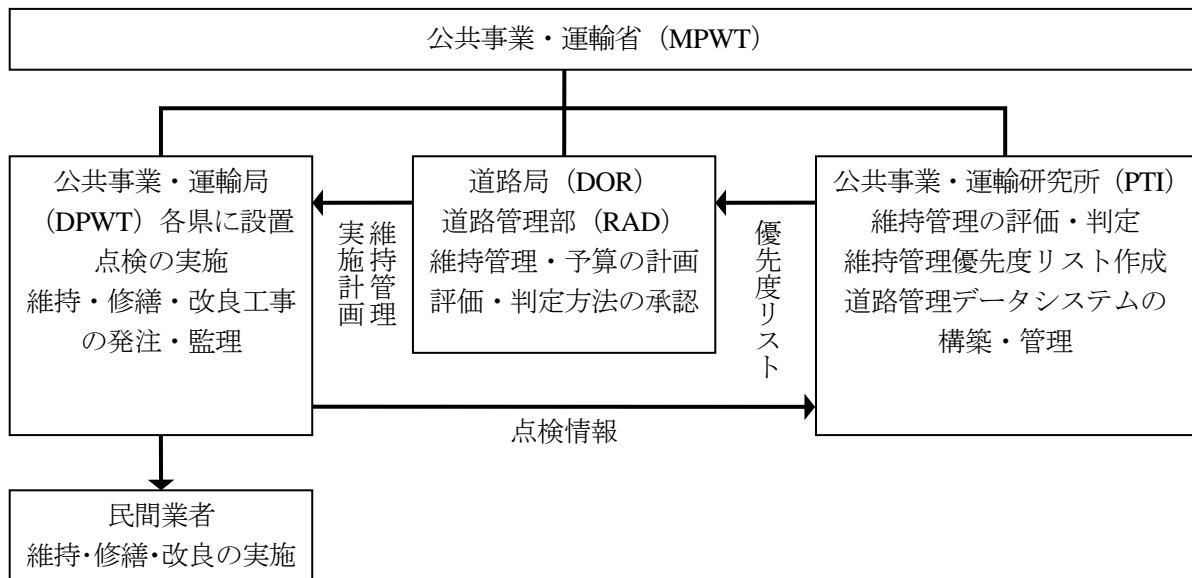 公共事業・運輸省（MPWT）
公共事業・運輸局
（DPWT）各県に設置
点検の実施
維持・修繕・改良工事
の発注・監理
維持管理
実施計画
道路局（DOR）
道路管理部（RAD）
維持管理・予算の計画
評価・判定方法の承認
優先度リスト
公共事業・運輸研究所（PTI）
維持管理の評価・判定
維持管理優先度リスト作成
道路管理データシステムの
構築・管理
点検情報
民間業者
維持・修繕・改良の実施